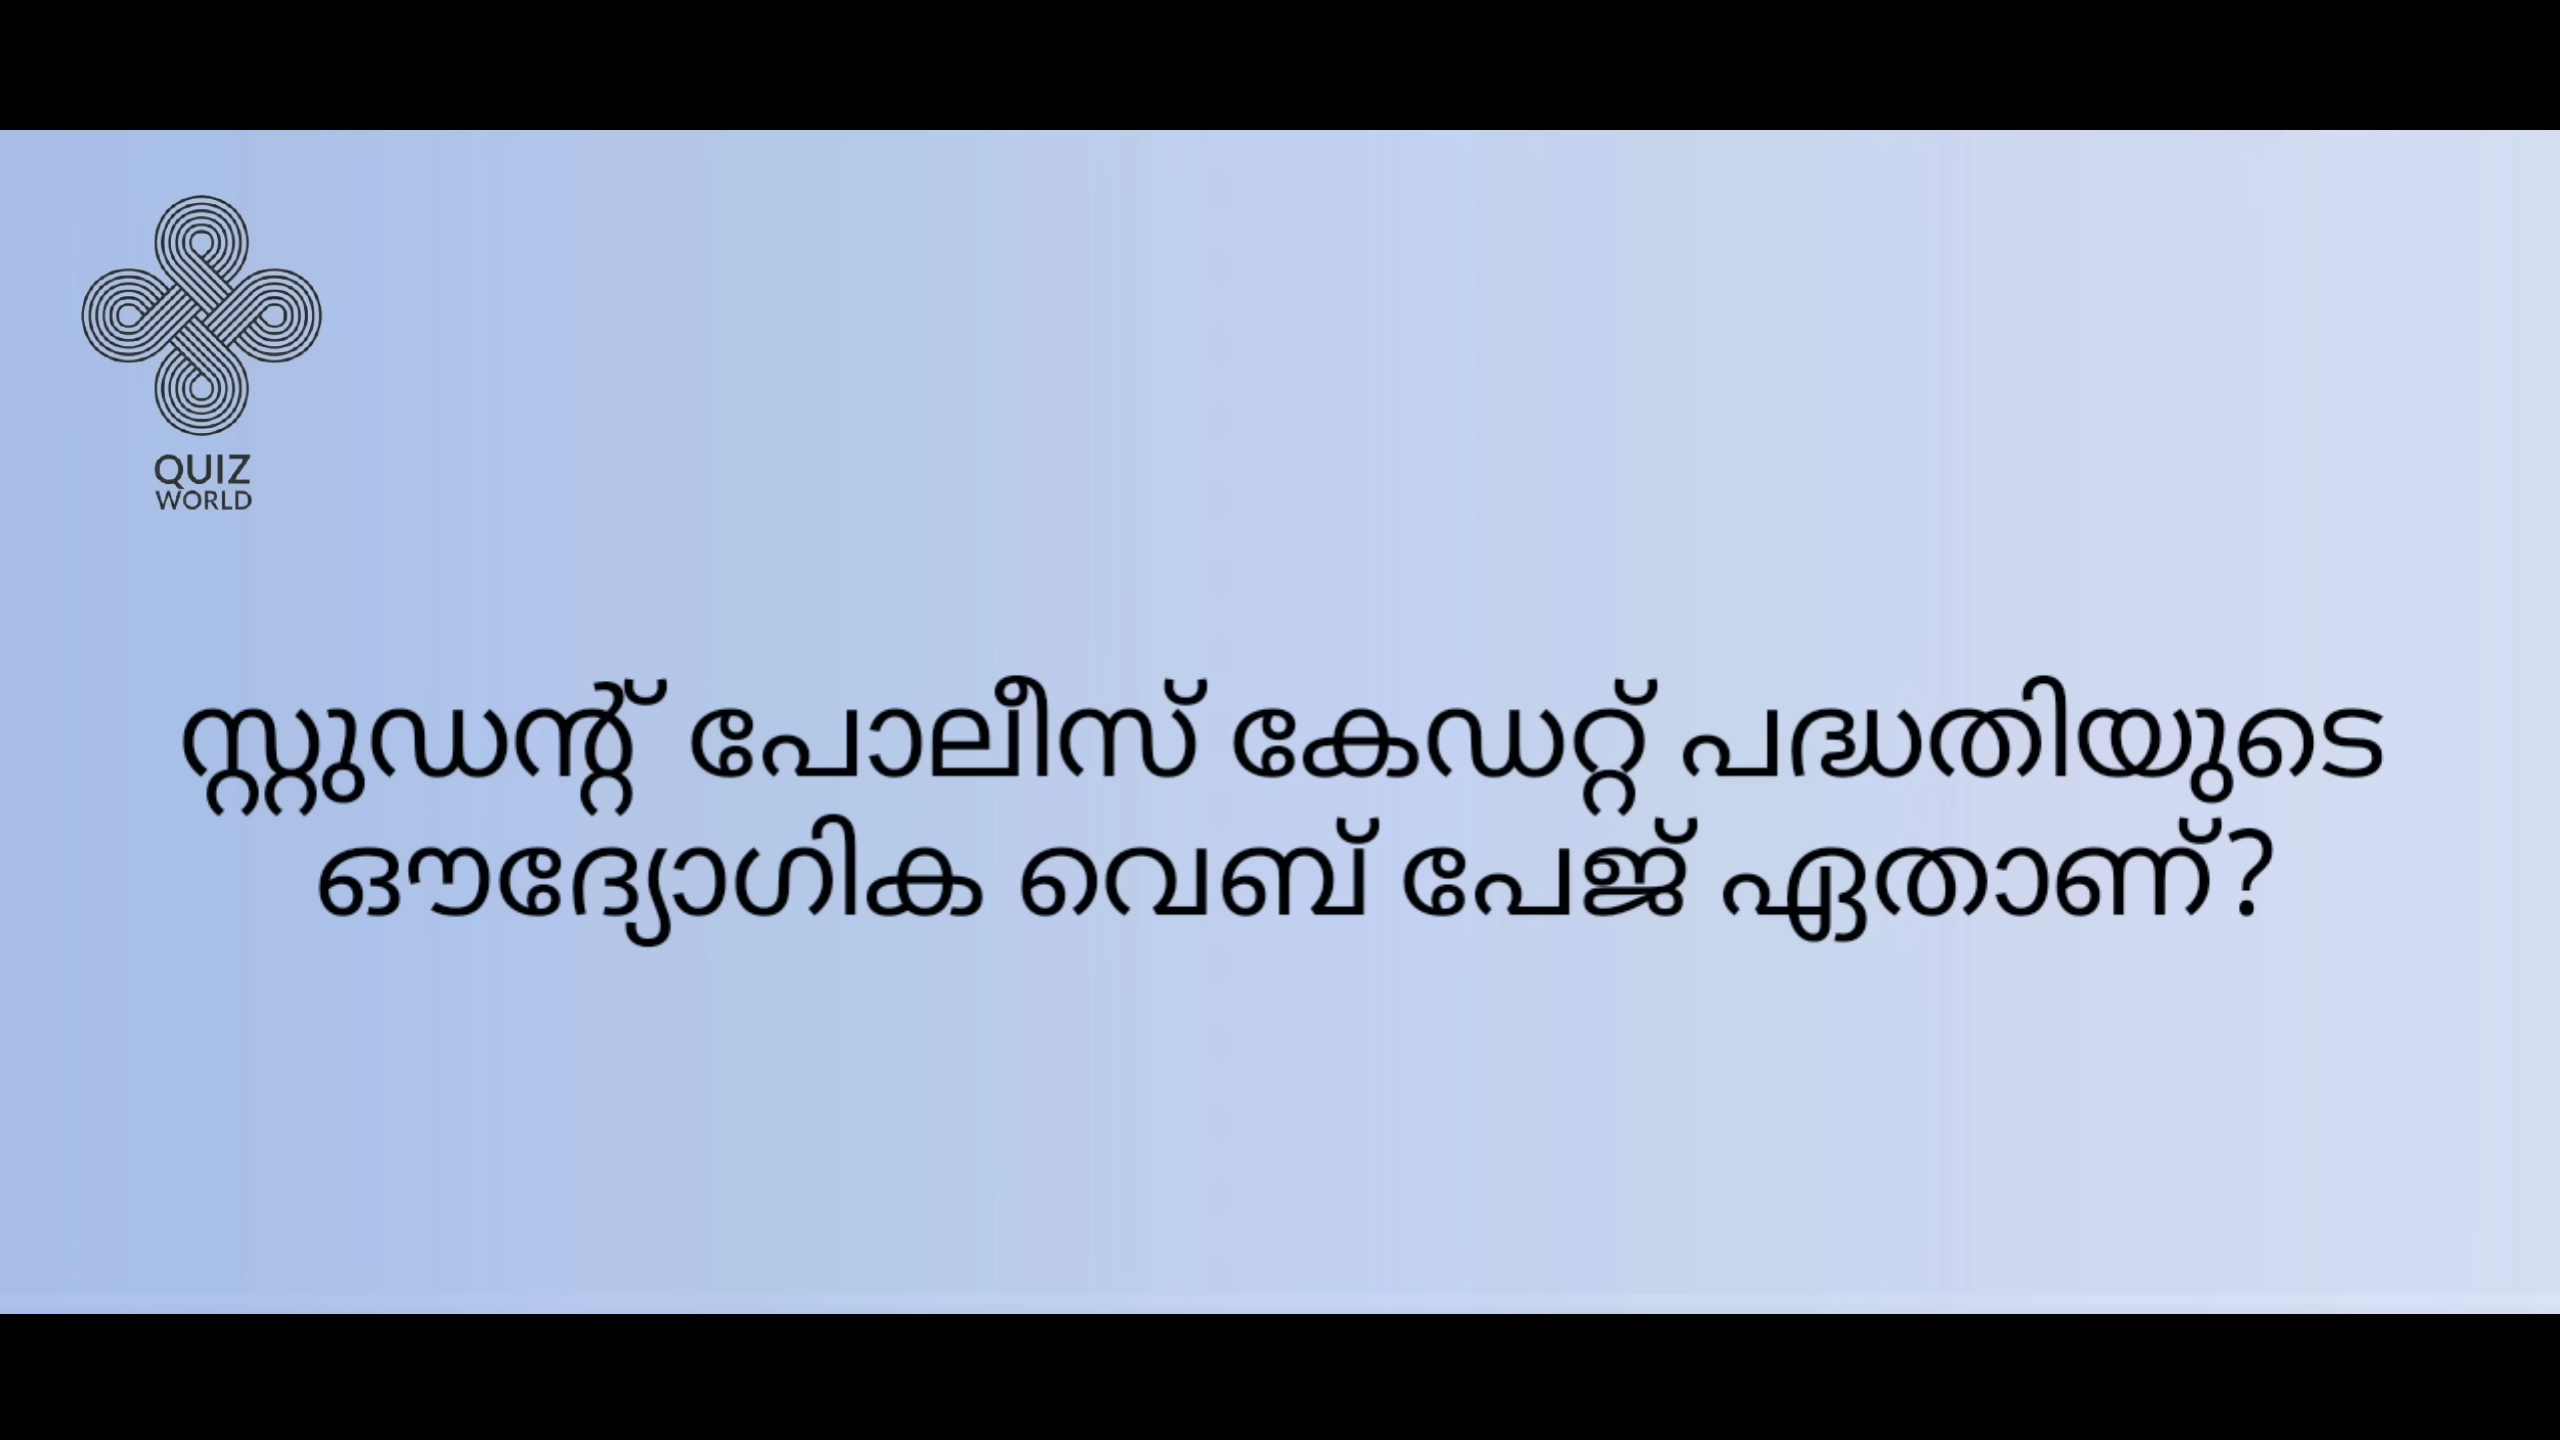 QUIZ
WORLD
സ്റ്റുഡന്റ് പോലീസ് കേഡറ്റ് പദ്ധതിയുടെ
ഔദ്യോഗിക വെബ് പേജ് ഏതാണ്?